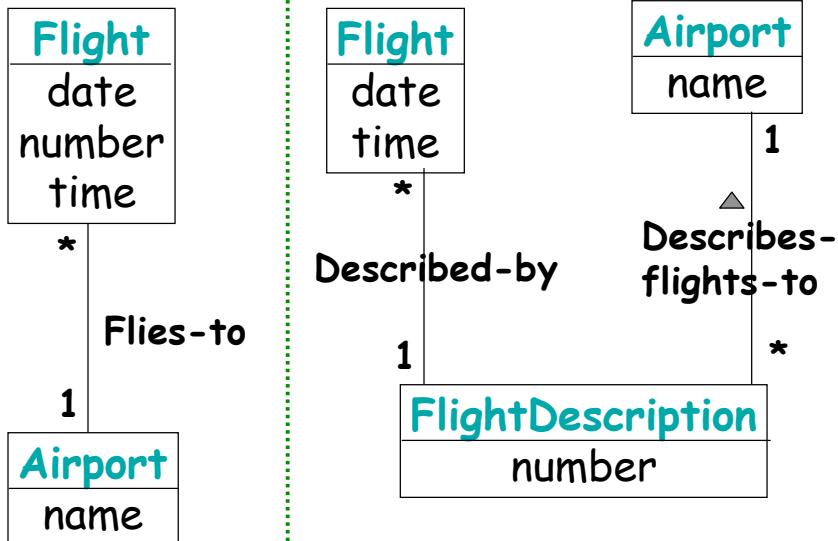 Flight
date
number
time
*
Flies-to
1
Airport
name
Flight
date
time
*
Described-by
1
Airport
name
1
Describes-
flights-to
*
FlightDescription
number